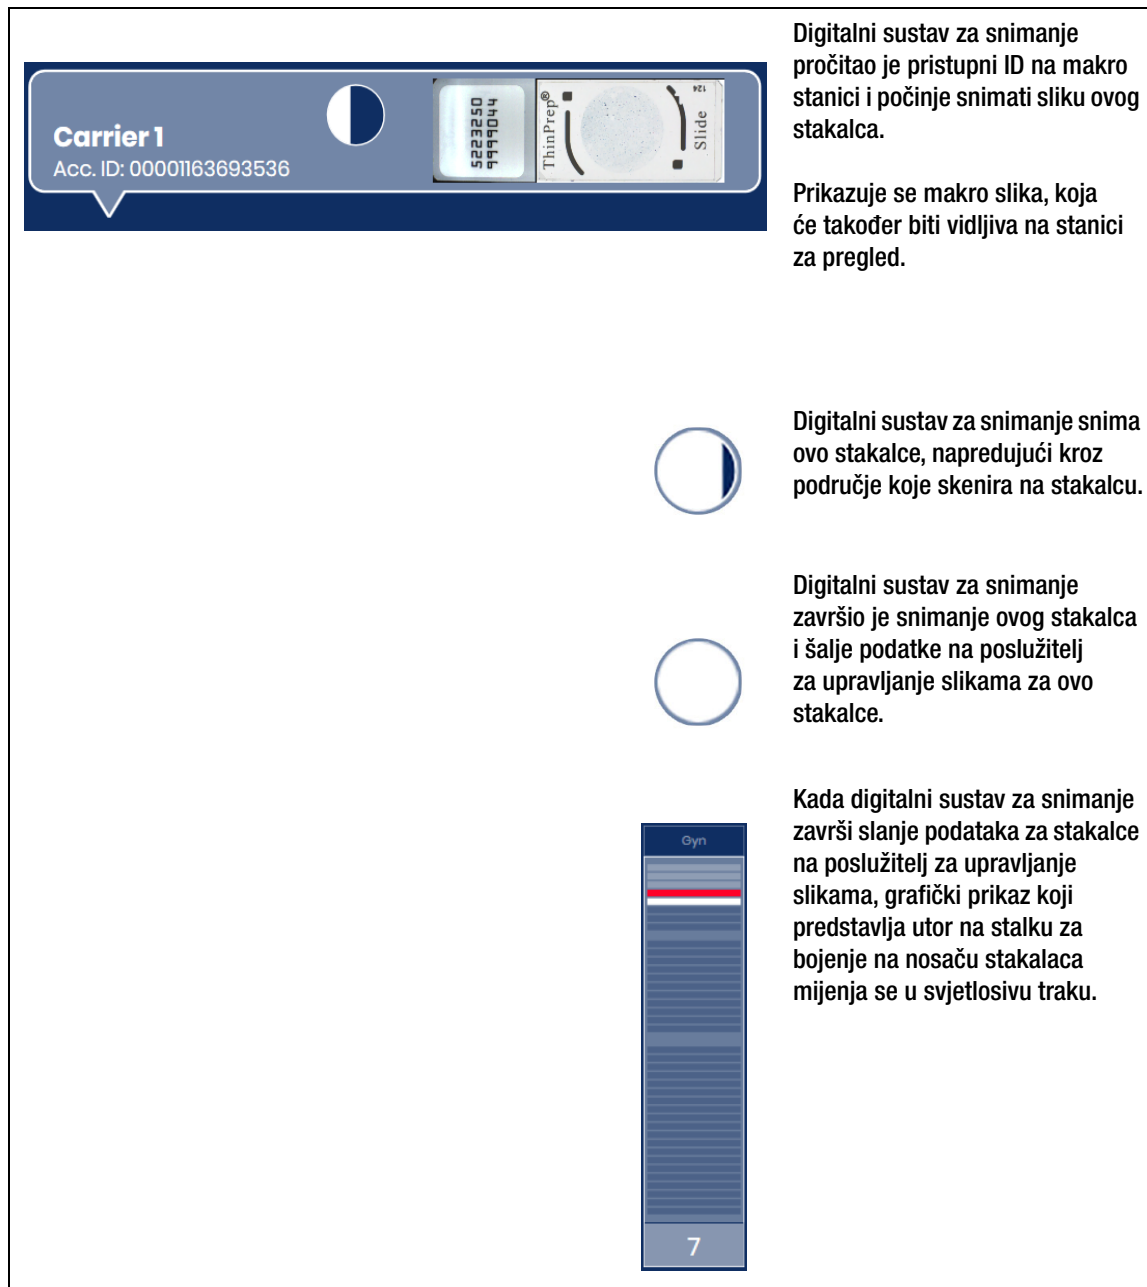 Digitalni sustav za snimanje
pročitao je pristupni ID na makro
stanici i počinje snimati sliku ovog
stakalca.
Prikazuje se makro slika, koja
će također biti vidljiva na stanici
za pregled.
Carrier 1
Acc. ID: 00001163693536
5223250
9999044
ThinPrep®
Slide
124
Digitalni sustav za snimanje snima
ovo stakalce, napredujući kroz
područje koje skenira na stakalcu.
Digitalni sustav za snimanje
završio je snimanje ovog stakalca
i šalje podatke na poslužitelj
za upravljanje slikama za ovo
stakalce.
Kada digitalni sustav za snimanje
završi slanje podataka za stakalce
na poslužitelj za upravljanje
slikama, grafički prikaz koji
predstavlja utor na stalku za
bojenje na nosaču stakalaca
mijenja se u svjetlosivu traku.
Gyn
7